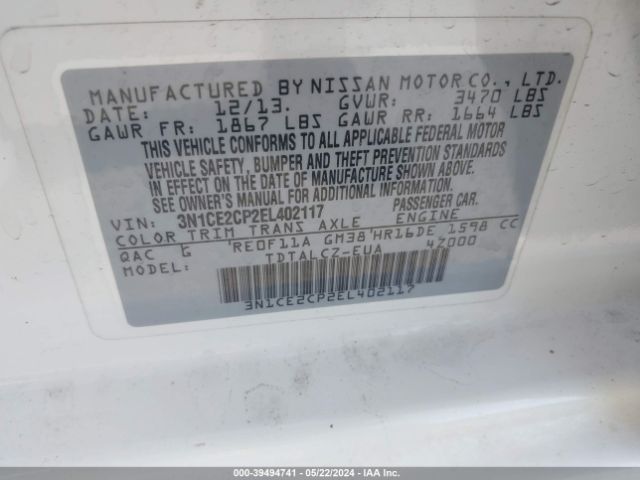 MANUFACTURED BY NISSAN MOTOR CO., LTD.
DATE: 12/13. GVWR: 3470 LBS
GAWR FR: 1867 LBS GAWR RR: 1664 LBS
THIS VEHICLE CONFORMS TO ALL APPLICABLE FEDERAL MOTOR
VEHICLE SAFETY, BUMPER AND THEFT PREVENTION STANDARDS
IN EFFECT ON THE DATE OF MANUFACTURE SHOWN ABOVE.
SEE OWNER'S MANUAL FOR ADDITIONAL INFORMATION.
VIN: 3N1CE2CP2EL402117 PASSENGER CAR.
COLOR TRIM TRANS AXLE ENGINE
QAC G RE0F11A GM38 HR16DE 1598 CC
MODEL: TDTALCZ-EUA 4Z000
3N1CE2CP2EL402117
000-39494741 - 05/22/2024 - IAAI.com